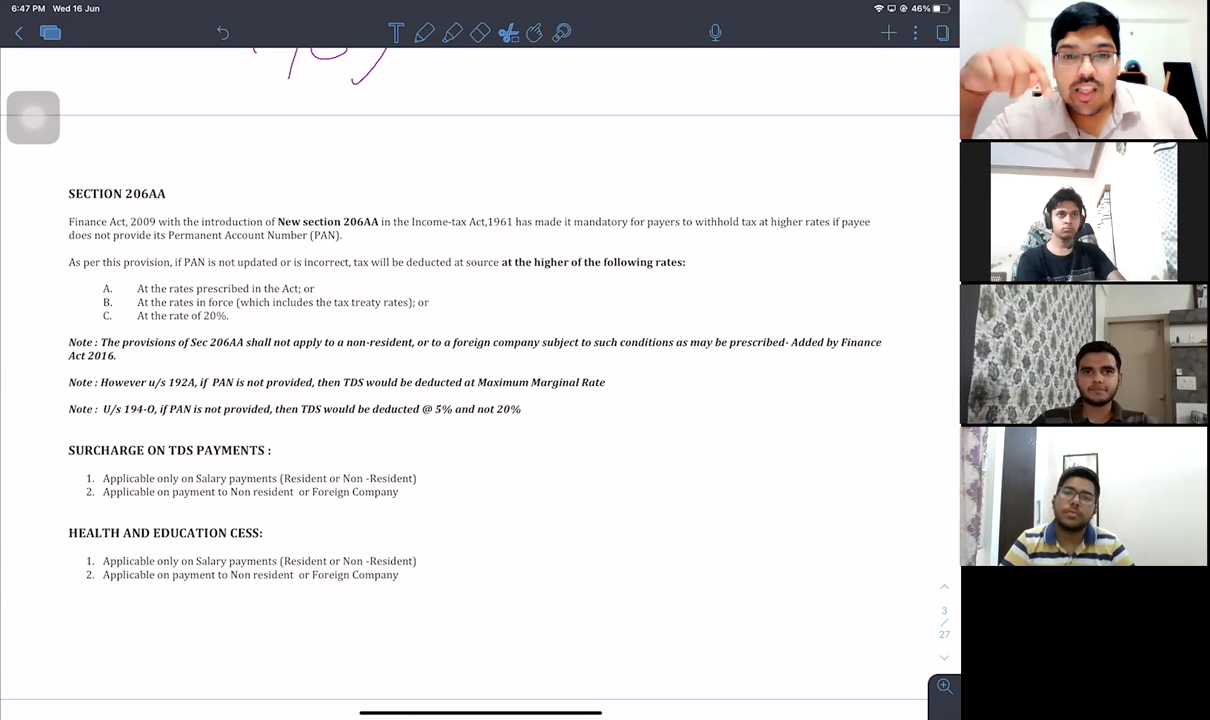 6:47 PM Wed 16 Jun
46%
SECTION 206AA
Finance Act, 2009 with the introduction of New section 206AA in the Income-tax Act,1961 has made it mandatory for payers to withhold tax at higher rates if payee
does not provide its Permanent Account Number (PAN).
As per this provision, if PAN is not updated or is incorrect, tax will be deducted at source at the higher of the following rates:
A. At the rates prescribed in the Act; or
B. At the rates in force (which includes the tax treaty rates); or
C. At the rate of 20%.
Note : The provisions of Sec 206AA shall not apply to a non-resident, or to a foreign company subject to such conditions as may be prescribed- Added by Finance
Act 2016.
Note : However u/s 192A, if PAN is not provided, then TDS would be deducted at Maximum Marginal Rate
Note : U/s 194-O, if PAN is not provided, then TDS would be deducted @ 5% and not 20%
SURCHARGE ON TDS PAYMENTS :
1. Applicable only on Salary payments (Resident or Non -Resident)
2. Applicable on payment to Non resident or Foreign Company
HEALTH AND EDUCATION CESS:
1. Applicable only on Salary payments (Resident or Non -Resident)
2. Applicable on payment to Non resident or Foreign Company
3
/
27